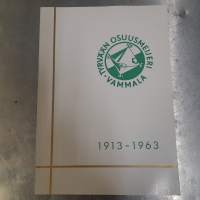 TYRVÄÄN OSUUSMEIJERI
VAMMALA
1913-1963